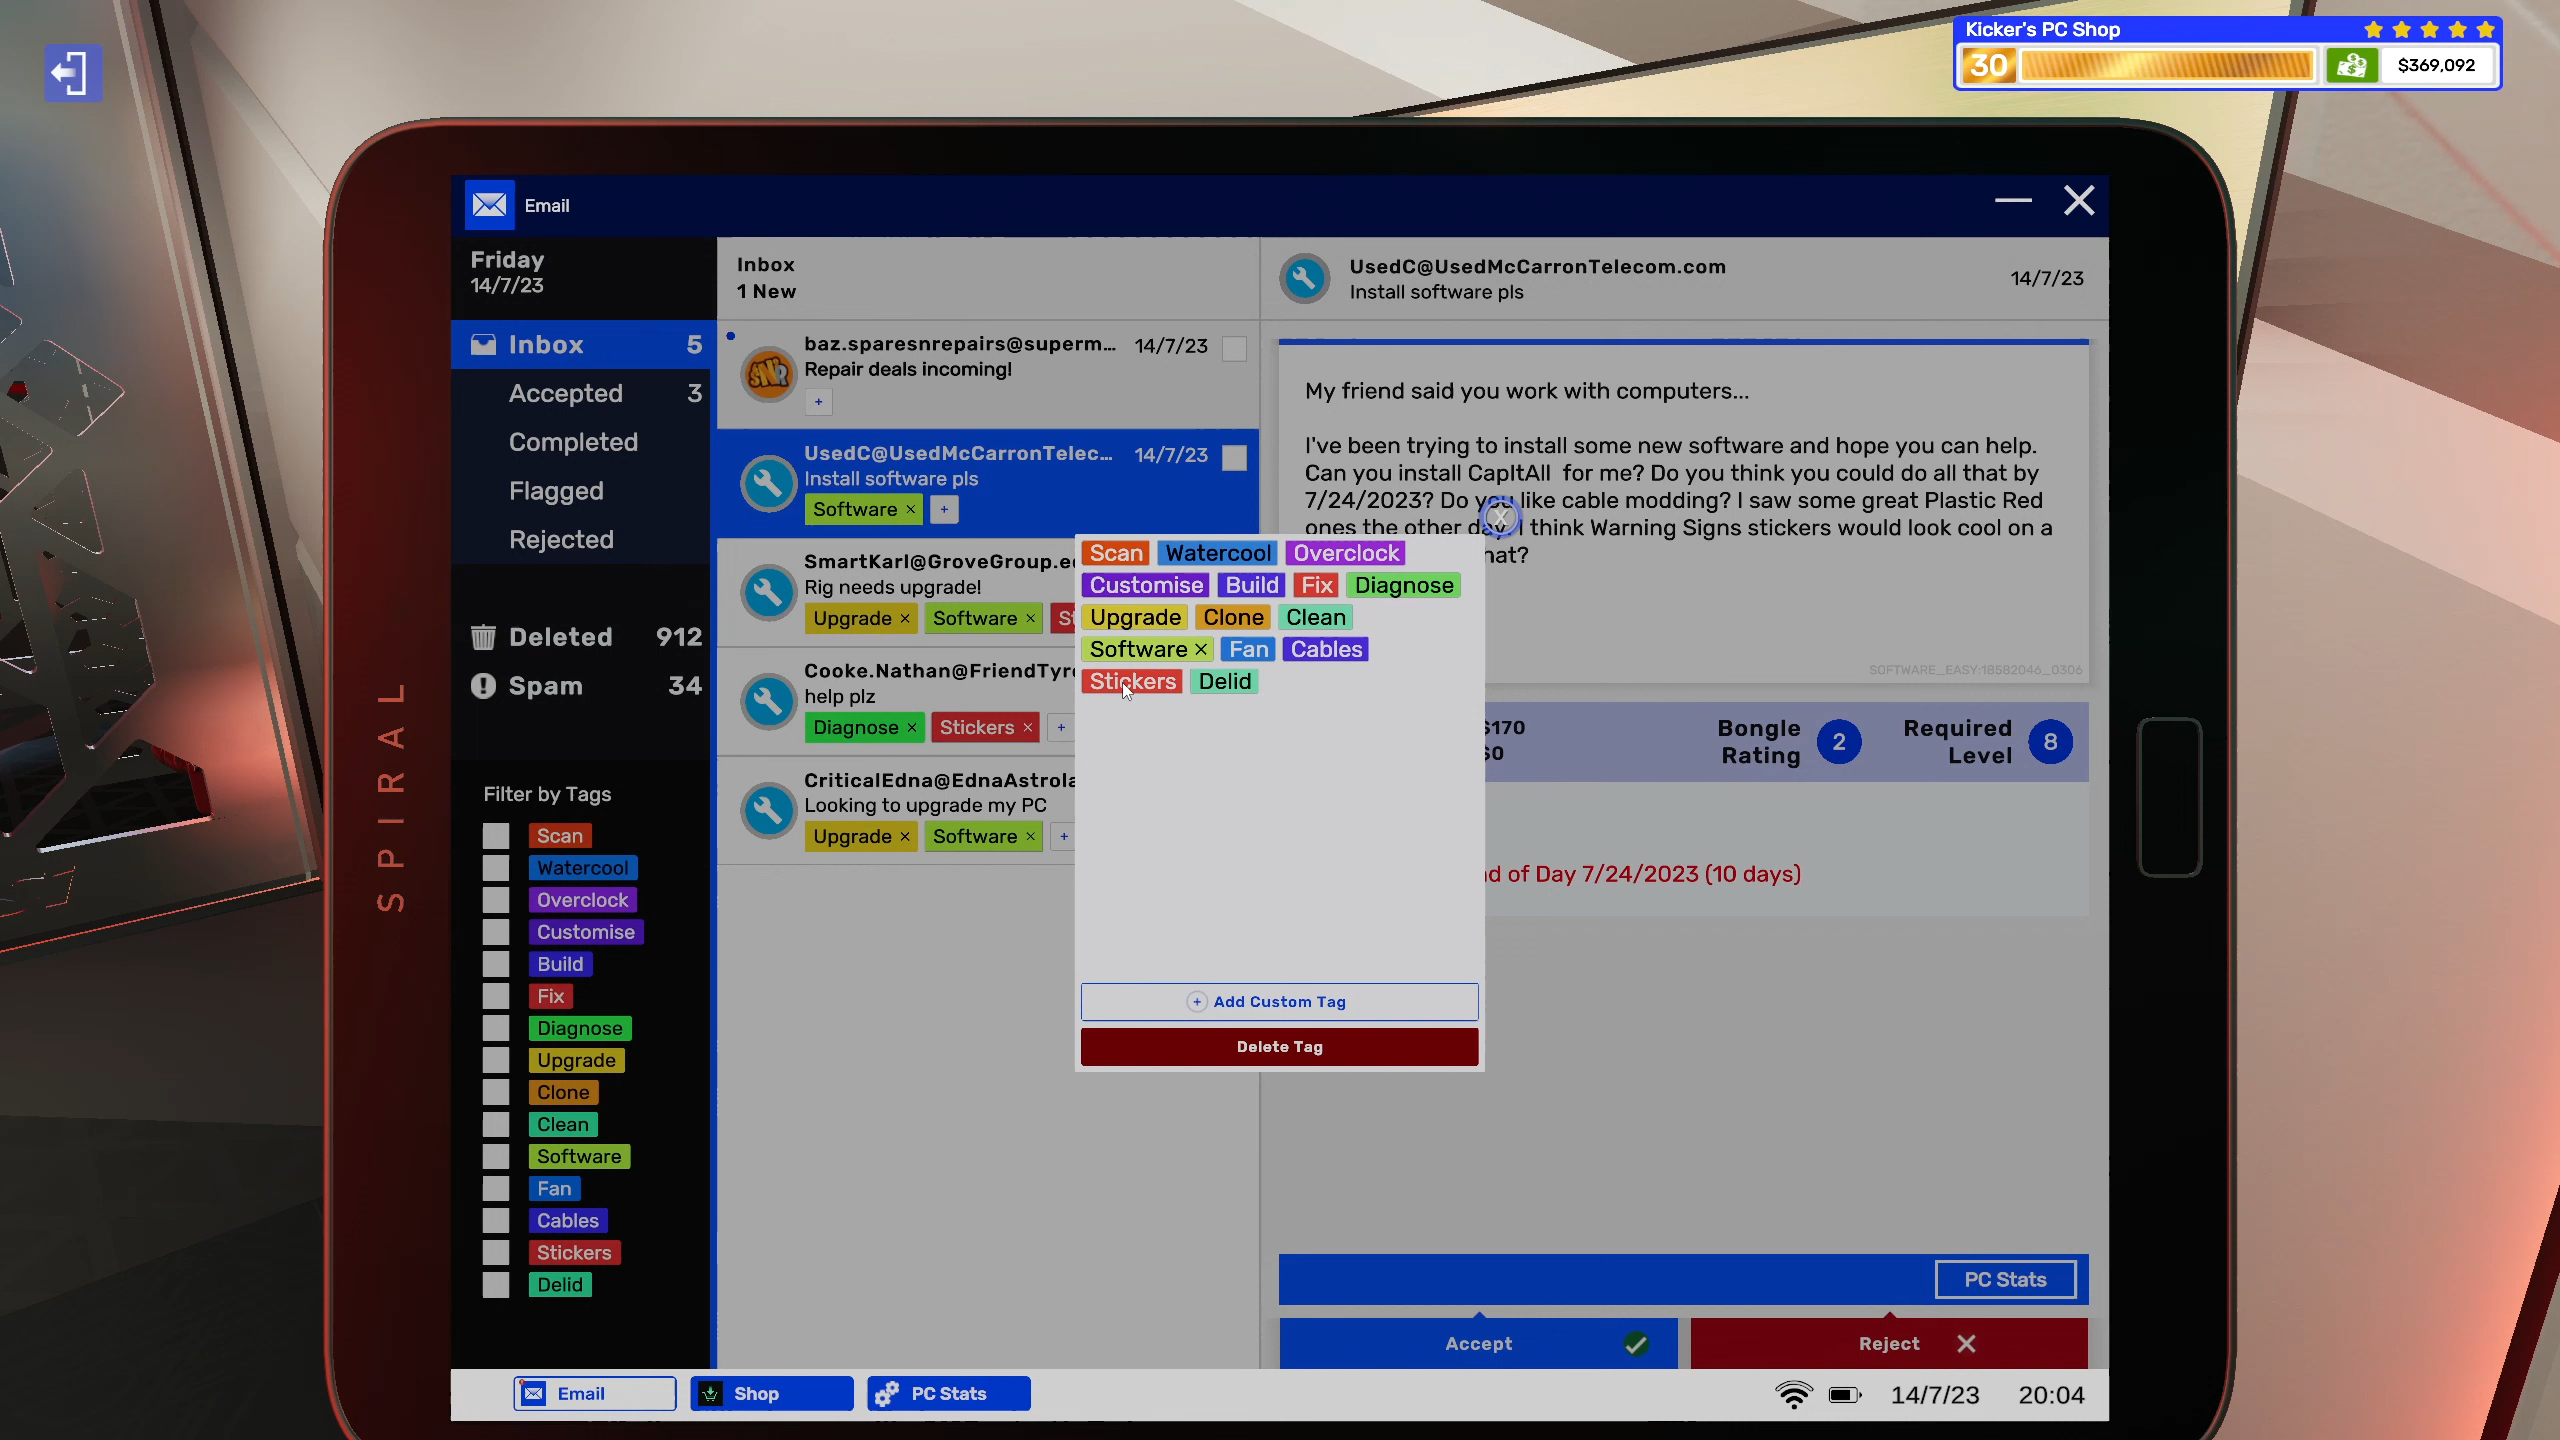 Kicker's PC Shop
30
$369,092
SPIRAL
Email
Friday
14/7/23
Inbox 5
Accepted 3
Completed
Flagged
Rejected
Deleted 912
Spam 34
Filter by Tags
Scan
Watercool
Overclock
Customise
Build
Fix
Diagnose
Upgrade
Clone
Clean
Software
Fan
Cables
Stickers
Delid
Inbox
1 New
baz.sparesnrepairs@superm... 14/7/23
Repair deals incoming!
SNR
+
UsedC@UsedMcCarronTelec... 14/7/23
Install software pls
Software × +
SmartKarl@GroveGroup.e
Rig needs upgrade!
Upgrade × Software × St
Cooke.Nathan@FriendTyr
help plz
Diagnose × Stickers × +
CriticalEdna@EdnaAstrola
Looking to upgrade my PC
Upgrade × Software × +
Scan Watercool Overclock
Customise Build Fix Diagnose
Upgrade Clone Clean
Software × Fan Cables
Stickers Delid
+ Add Custom Tag
Delete Tag
X
UsedC@UsedMcCarronTelecom.com
Install software pls
14/7/23
My friend said you work with computers...
I've been trying to install some new software and hope you can help.
Can you install CapItAll for me? Do you think you could do all that by
7/24/2023? Do you like cable modding? I saw some great Plastic Red
ones the other day. I think Warning Signs stickers would look cool on a
hat?
SOFTWARE_EASY-18582046_0306
$170
$0
Bongle Rating 2
Required Level 8
d of Day 7/24/2023 (10 days)
PC Stats
Accept
Reject
Email
Shop
PC Stats
14/7/23
20:04